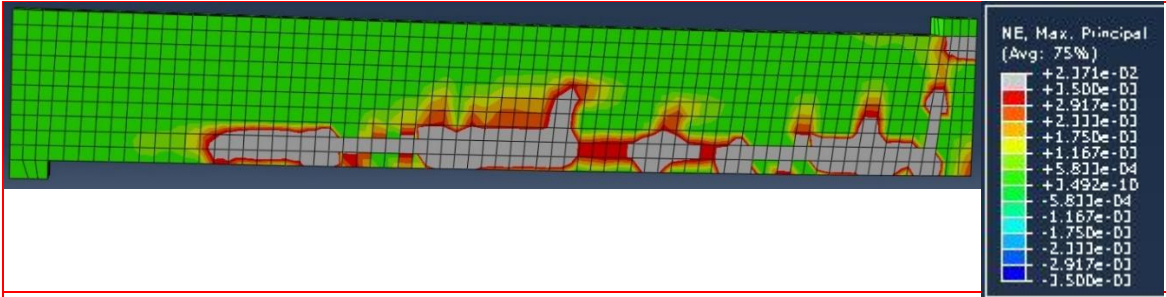 NE, Max. Principal
(Avg: 75%)
+2.371e-02
+3.500e-03
+2.917e-03
+2.333e-03
+1.750e-03
+1.167e-03
+5.833e-04
+3.492e-10
-5.833e-04
-1.167e-03
-1.750e-03
-2.333e-03
-2.917e-03
-3.500e-03